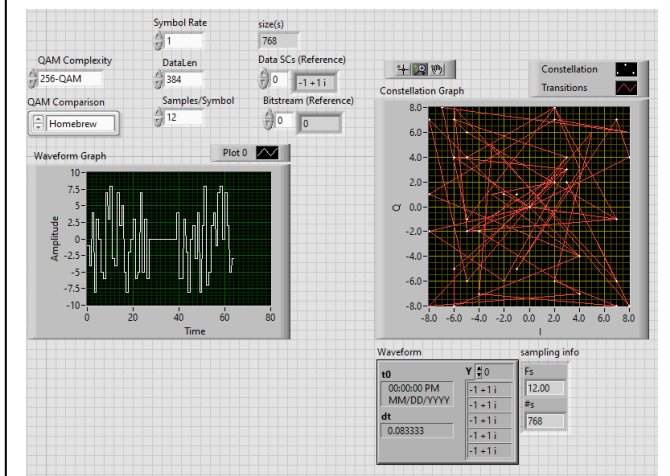 Symbol Rate
1
size(s)
768
QAM Complexity
256-QAM
DataLen
384
Data SCs (Reference)
0
-1 +1 i
QAM Comparison
Homebrew
Samples/Symbol
12
Bitstream (Reference)
0
0
Waveform Graph
Plot 0
10-
7.5-
5-
2.5-
0-
-2.5-
-5-
-7.5-
-10-
Amplitude
0 20 40 60 80
Time
Constellation
Transitions
Constellation Graph
8.0-
6.0-
4.0-
2.0-
0.0-
-2.0-
-4.0-
-6.0-
-8.0-
Q
-8.0 -6.0 -4.0 -2.0 0.0 2.0 4.0 6.0 8.0
I
Waveform
t0
00:00:00 PM
MM/DD/YYYY
dt
0.083333
Y 0
-1 +1 i
-1 +1 i
-1 +1 i
-1 +1 i
-1 +1 i
sampling info
Fs
12.00
#s
768